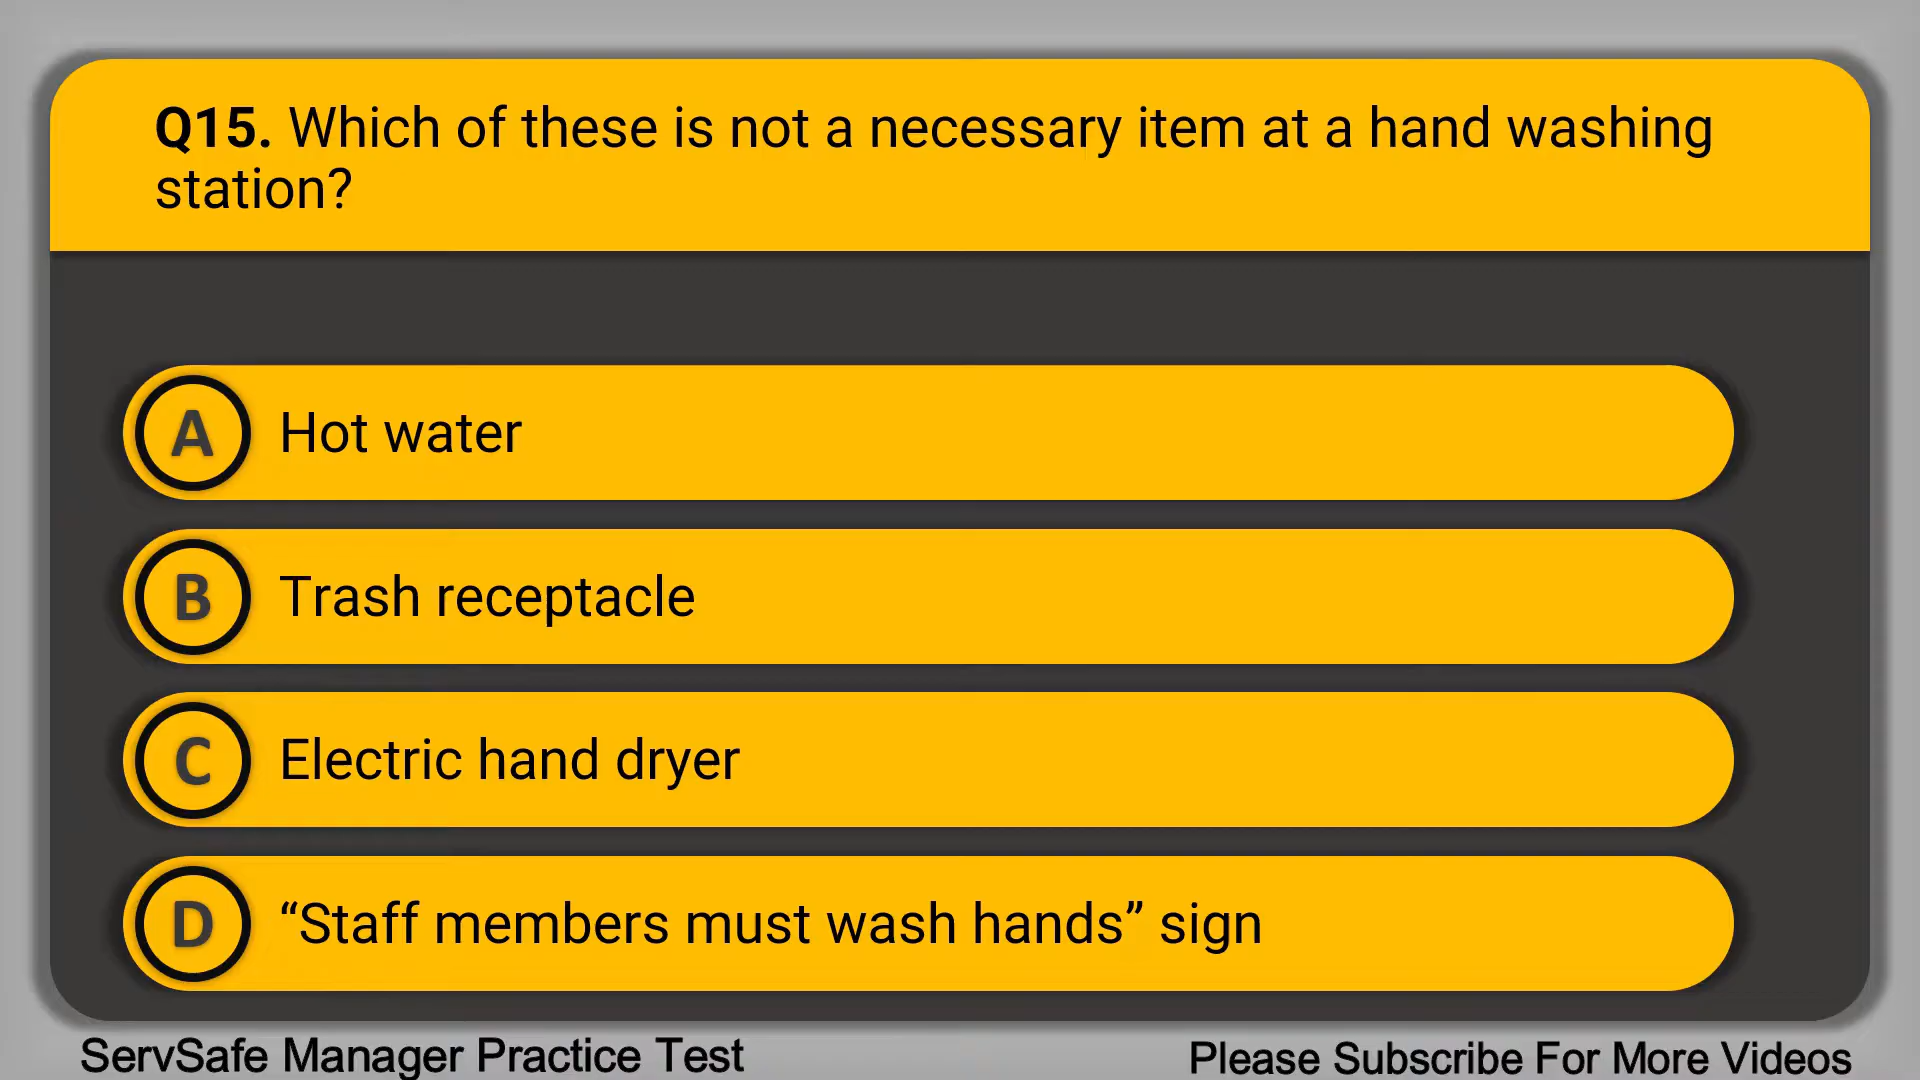 Q15. Which of these is not a necessary item at a hand washing
station?
A Hot water
B Trash receptacle
C Electric hand dryer
D “Staff members must wash hands” sign
ServSafe Manager Practice Test
Please Subscribe For More Videos